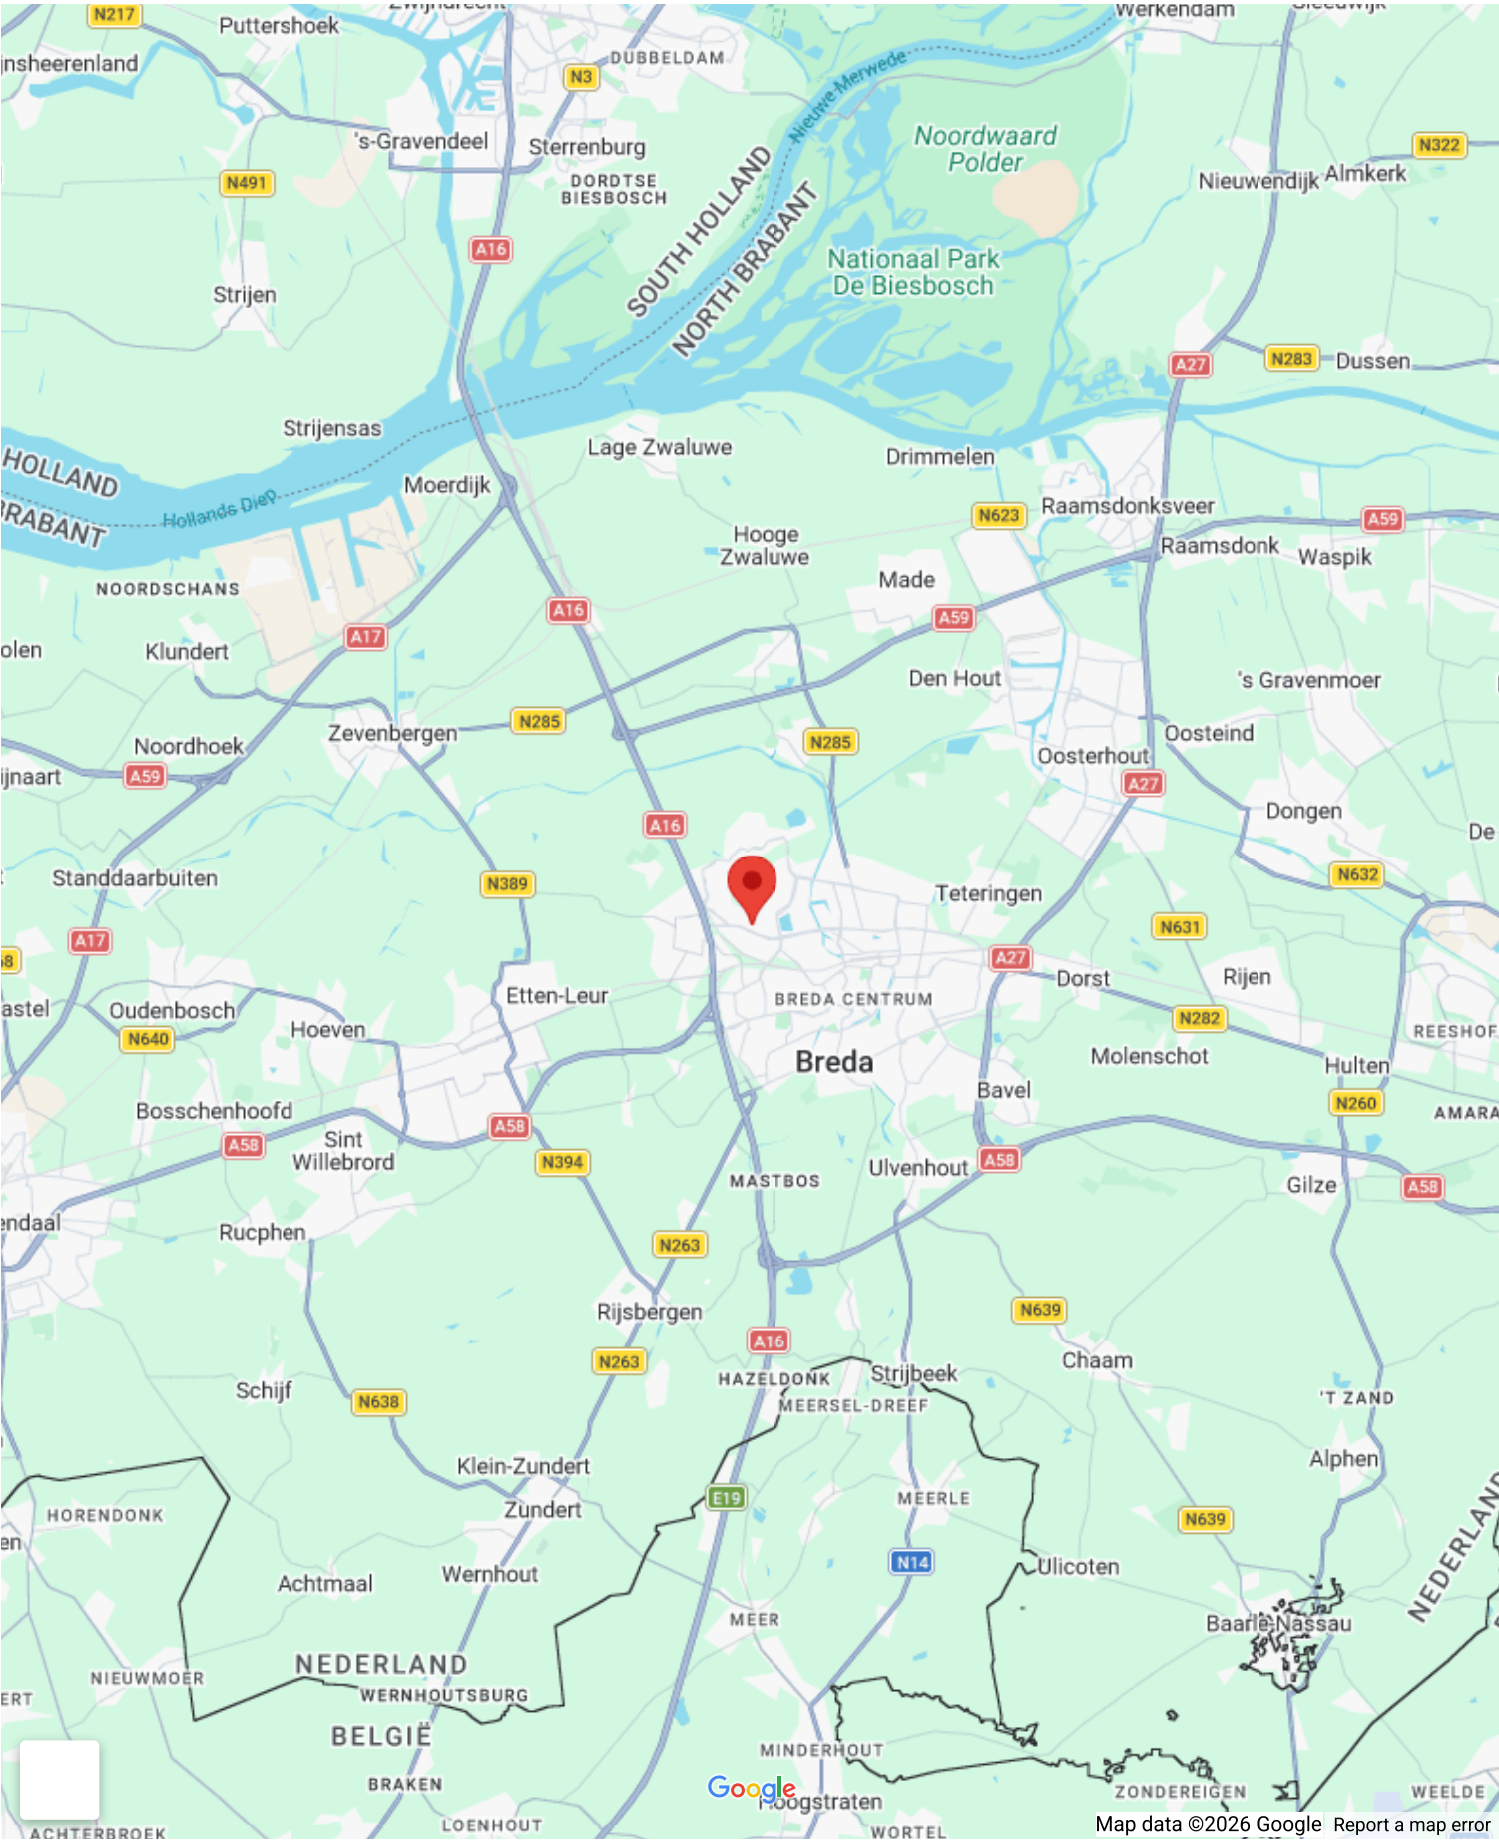 N217
Puttershoek
Werkendam
DUBBELDAM
N3
Nieuwe Merwede
's-Gravendeel
Sterrenburg
Noordwaard
Polder
N322
N491
DORDTSE
BIESBOSCH
Nieuwendijk
Almkerk
SOUTH HOLLAND
NORTH BRABANT
A16
Nationaal Park
De Biesbosch
Strijen
A27
N283
Dussen
Strijensas
Lage Zwaluwe
Drimmelen
HOLLAND
BRABANT
Hollands Diep
Moerdijk
N623
Raamsdonksveer
A59
Hooge
Zwaluwe
Raamsdonk
Waspik
NOORDSCHANS
Made
A16
A59
A17
Klundert
Den Hout
's Gravenmoer
N285
Zevenbergen
Noordhoek
N285
Oosteind
Oosterhout
A59
A27
Dongen
De
A16
Standdaarbuiten
N389
Teteringen
N632
N631
A17
A27
Dorst
Rijen
Etten-Leur
BREDA CENTRUM
Oudenbosch
Hoeven
N640
N282
REESHOF
Breda
Molenschot
Hulten
Bavel
N260
Bosschenhoofd
AMARA
A58
A58
Sint
Willebrord
N394
Ulvenhout
A58
MASTBOS
Gilze
A58
Rucphen
N263
Rijsbergen
N639
A16
N263
Chaam
HAZELDONK
Strijbeek
Schijf
N638
MEERSEL-DREEF
'T ZAND
Klein-Zundert
Alphen
E19
MEERLE
Zundert
HORENDONK
N639
N14
Wernhout
Achtmaal
Ulicoten
NEDERLAND
MEER
Baarle-Nassau
NEDERLAND
NIEUWMOER
WERNHOUTSBURG
BELGIË
MINDERHOUT
BRAKEN
Google
Hoogstraten
ZONDEREIGEN
WEELDE
LOENHOUT
WORTEL
ACHTERBROEK
Map data ©2026 Google
Report a map error